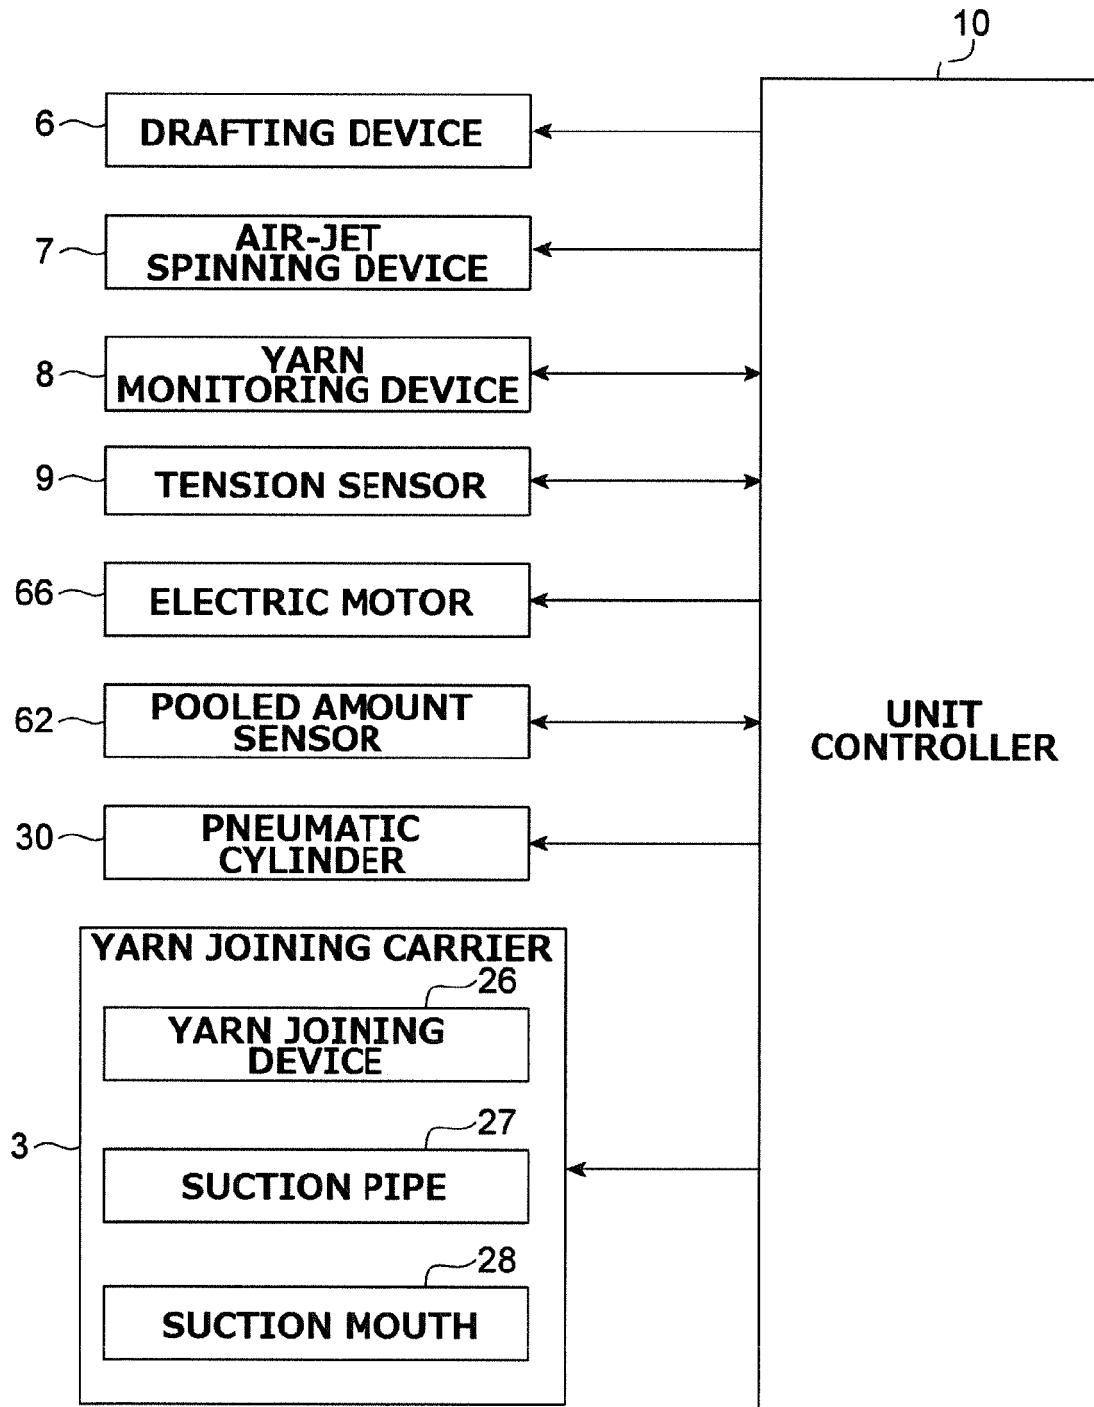 10
6
DRAFTING DEVICE
7
AIR-JET
SPINNING DEVICE
8
YARN
MONITORING DEVICE
9
TENSION SENSOR
66
ELECTRIC MOTOR
62
POOLED AMOUNT
SENSOR
UNIT
CONTROLLER
30
PNEUMATIC
CYLINDER
YARN JOINING CARRIER
26
YARN JOINING
DEVICE
3
27
SUCTION PIPE
28
SUCTION MOUTH